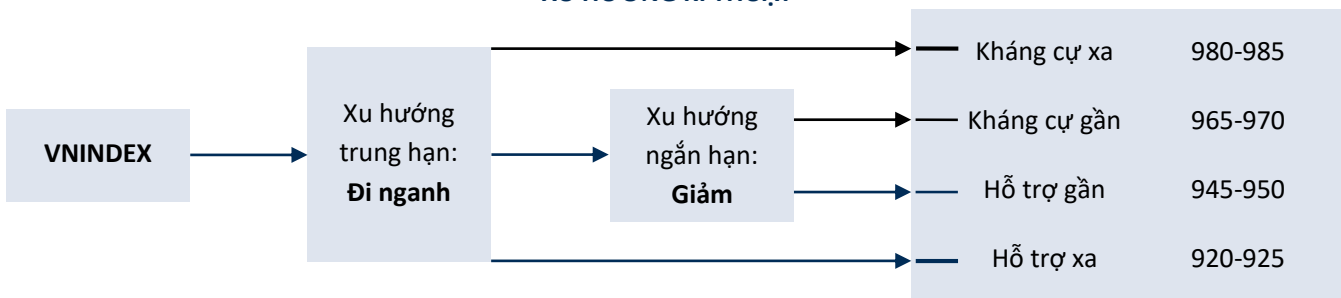 VNINDEX
Xu hướng
trung hạn:
Đi nganh
Xu hướng
ngắn hạn:
Giảm
Kháng cự xa 980-985
Kháng cự gần 965-970
Hỗ trợ gần 945-950
Hỗ trợ xa 920-925